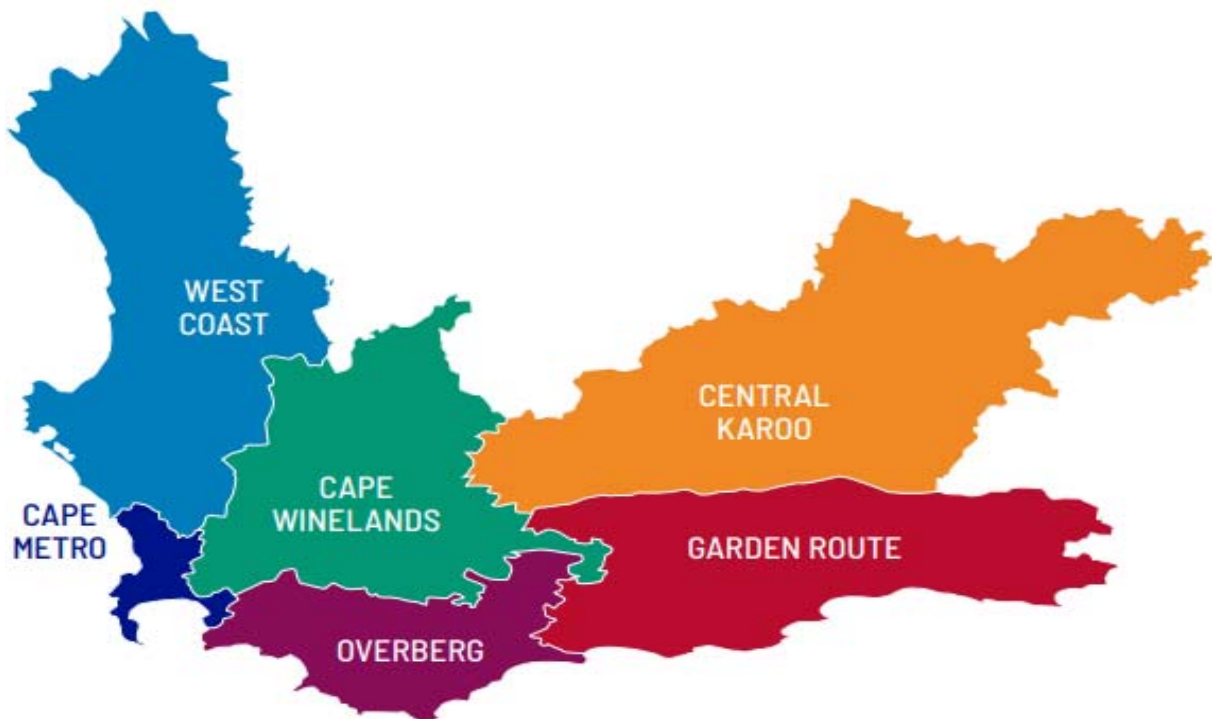 WEST
COAST
CENTRAL
KAROO
CAPE
WINELANDS
CAPE
METRO
GARDEN ROUTE
OVERBERG